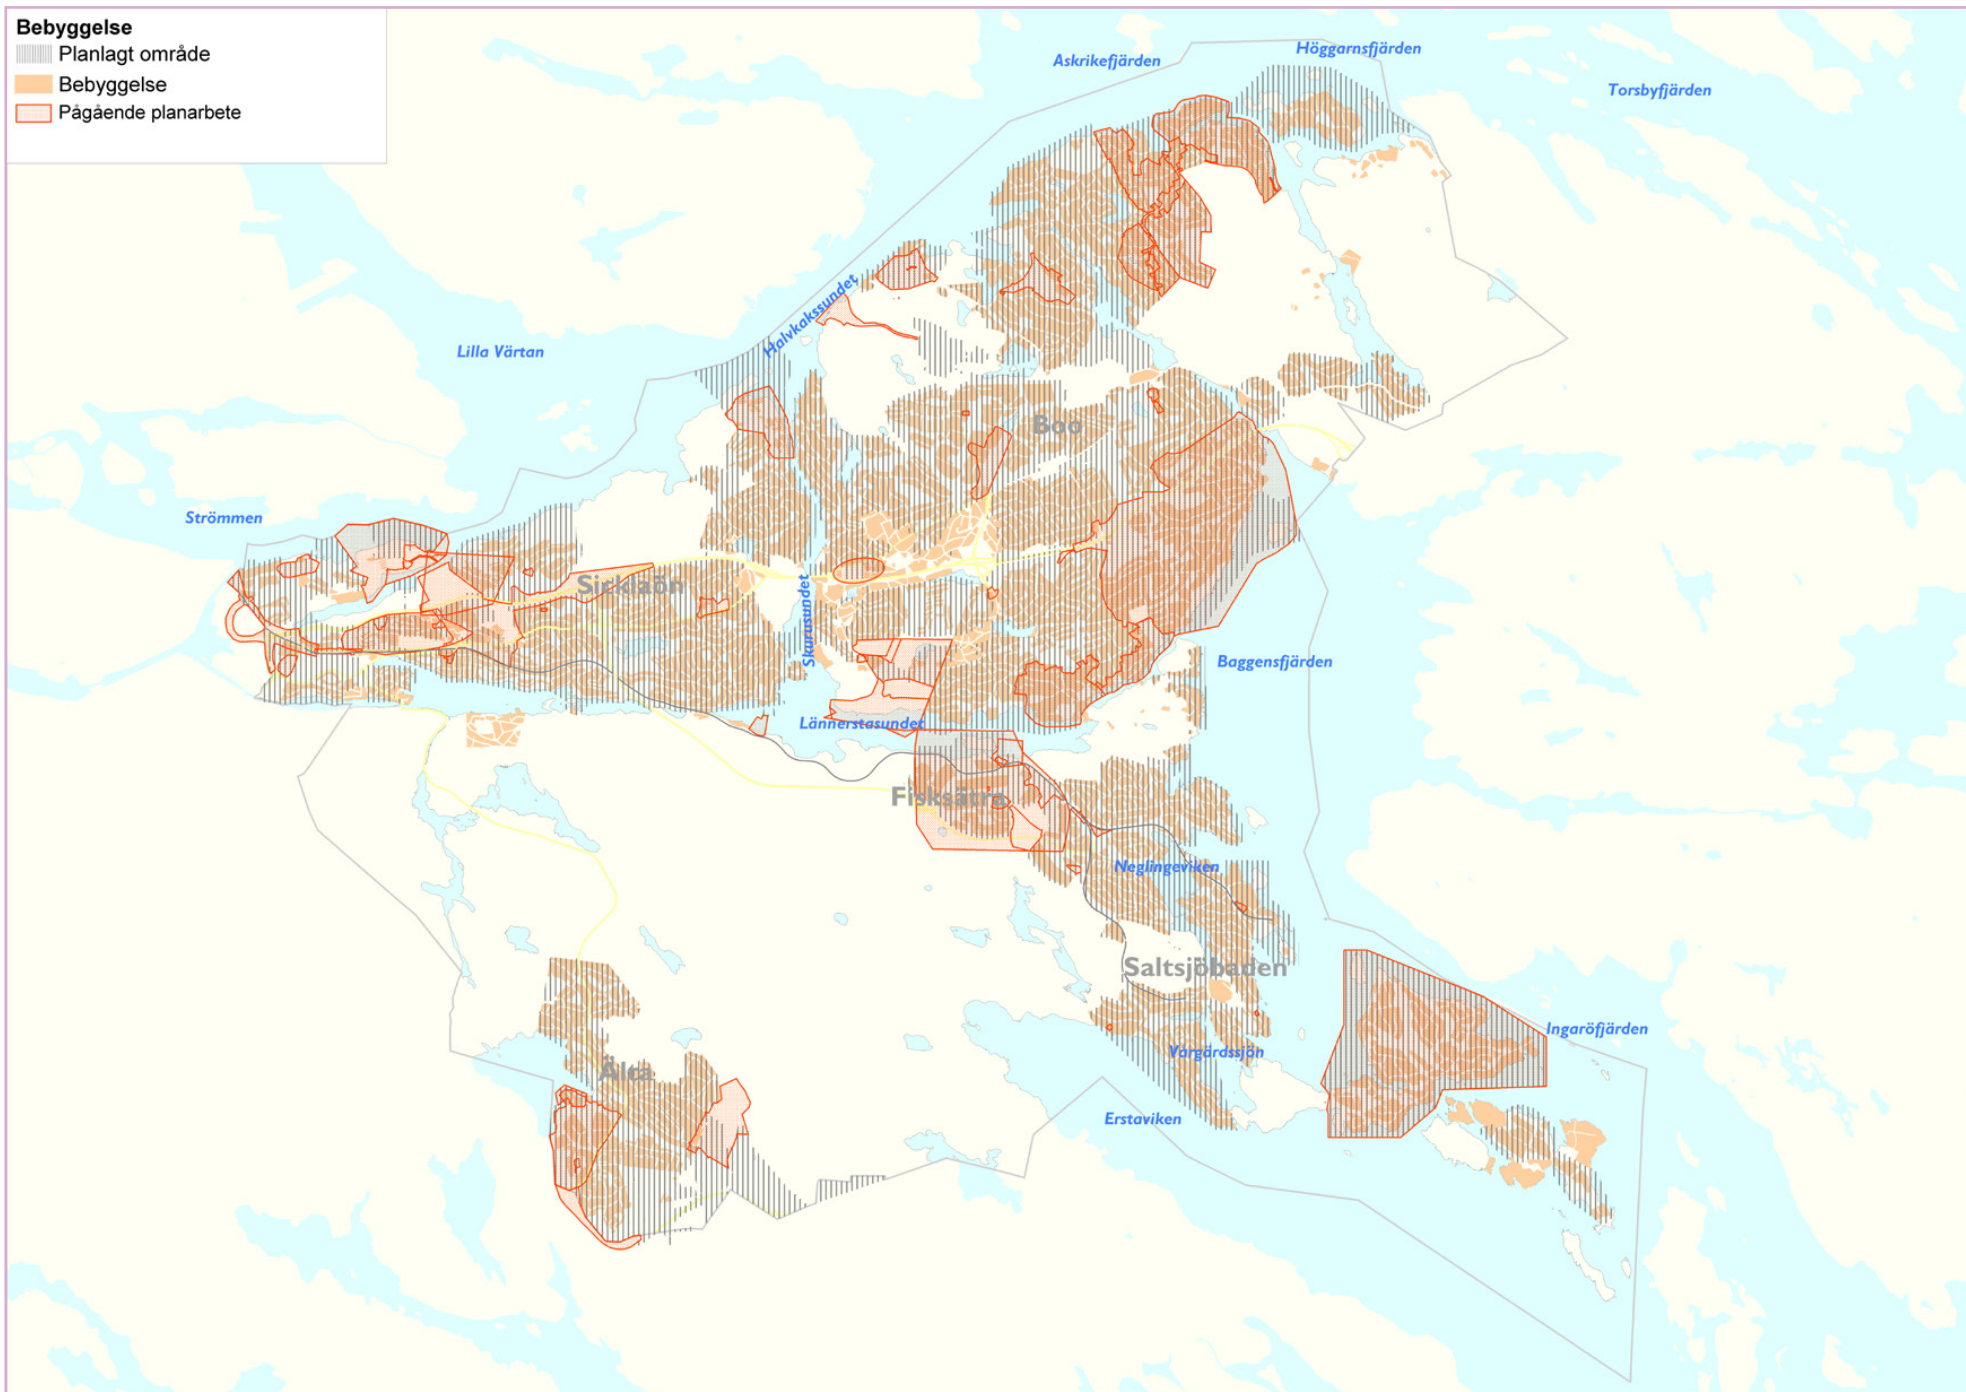 Bebyggelse
Planlagt område
Bebyggelse
Pågående planarbete
Höggarnsfjärden
Askrikefjärden
Torsbyfjärden
Halvkakssundet
Lilla Värtan
Boo
Strömmen
Sicklaön
Skurusundet
Baggensfjärden
Lännerstasundet
Fisksätra
Neglingeviken
Saltsjöbaden
Ingaröfjärden
Vårgärdssjön
Älta
Erstaviken